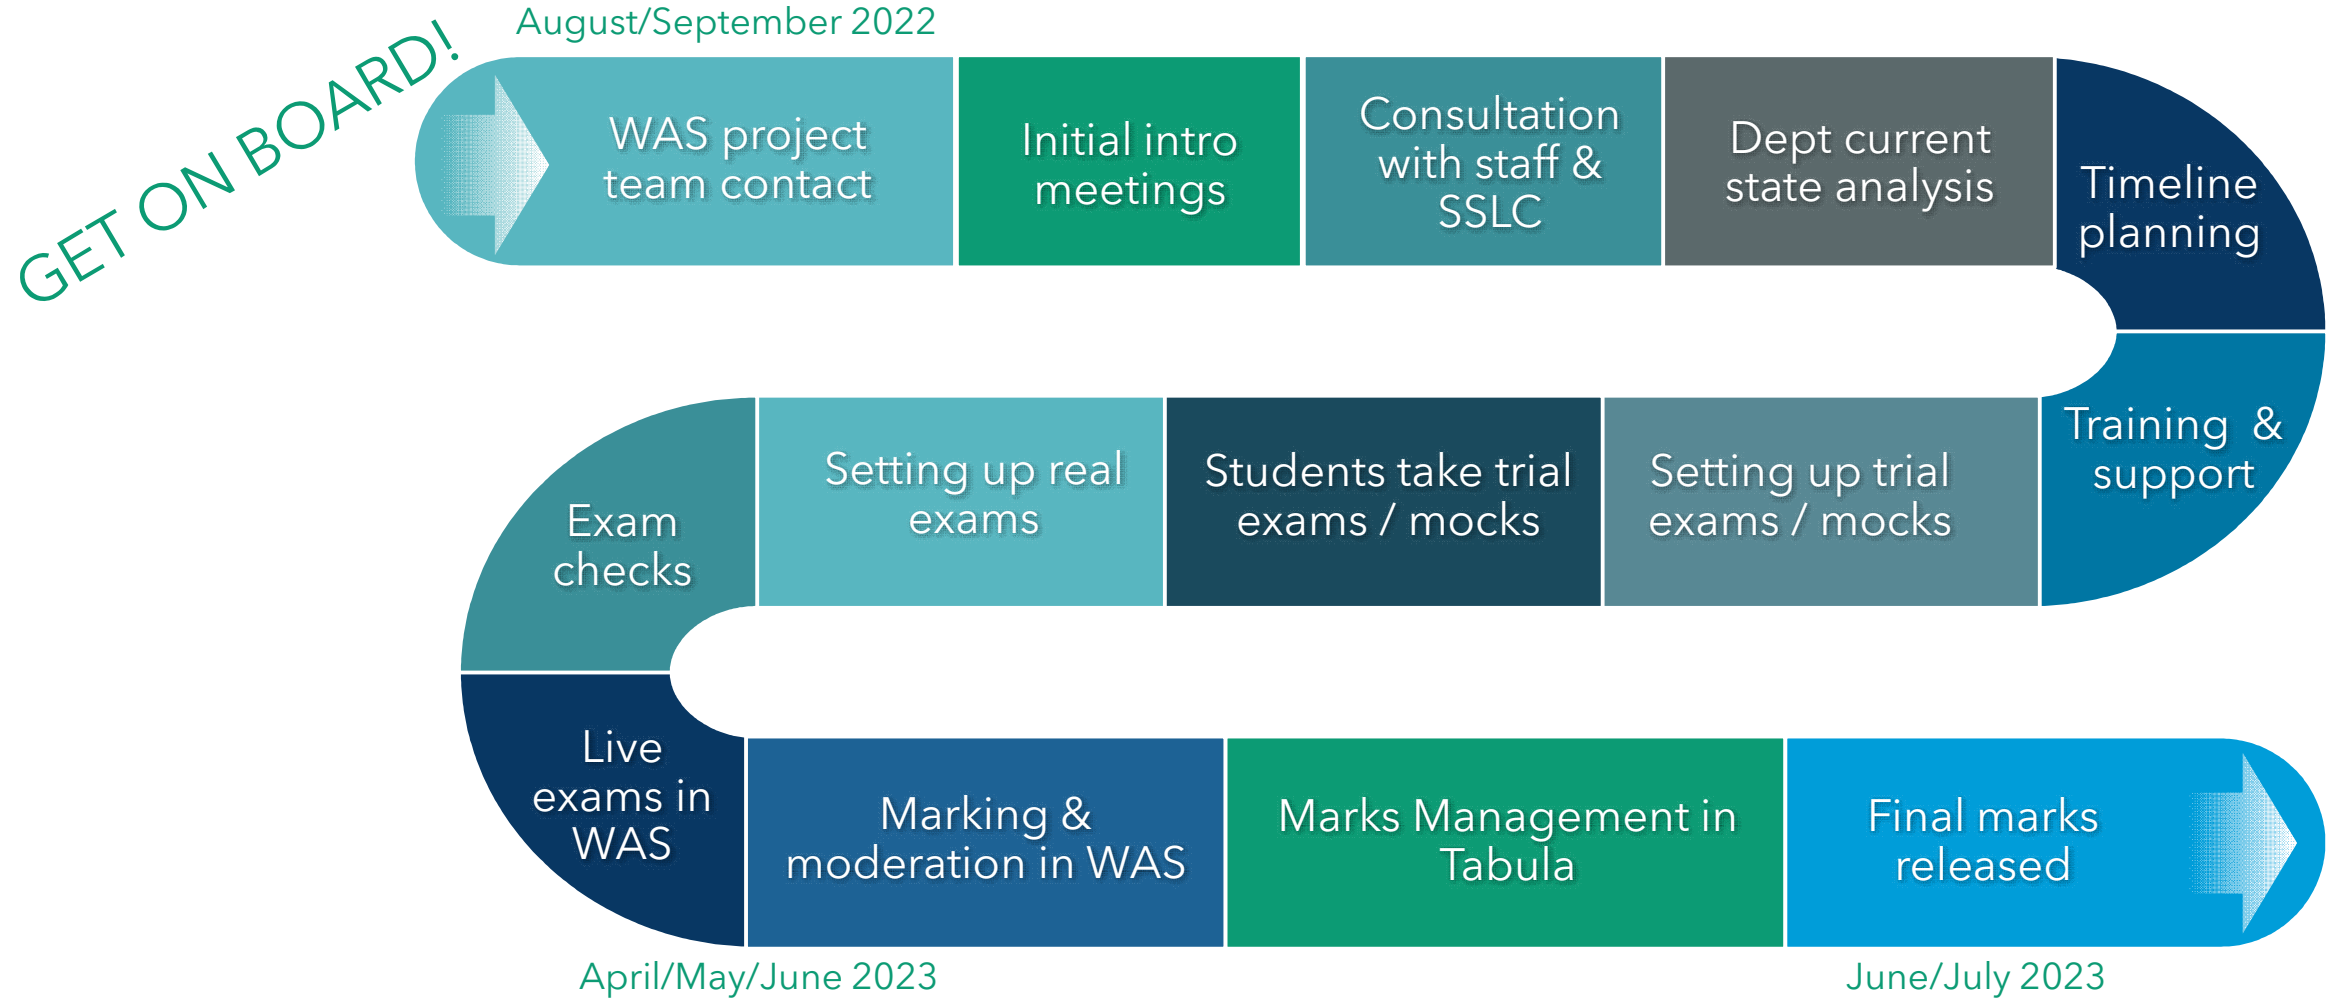 August/September 2022
GET ON BOARD!
WAS project
team contact
Initial intro
meetings
Consultation
with staff &
SSLC
Dept current
state analysis
Timeline
planning
Training &
support
Setting up trial
exams / mocks
Students take trial
exams / mocks
Setting up real
exams
Exam
checks
Live
exams in
WAS
Marking &
moderation in WAS
Marks Management in
Tabula
Final marks
released
April/May/June 2023
June/July 2023